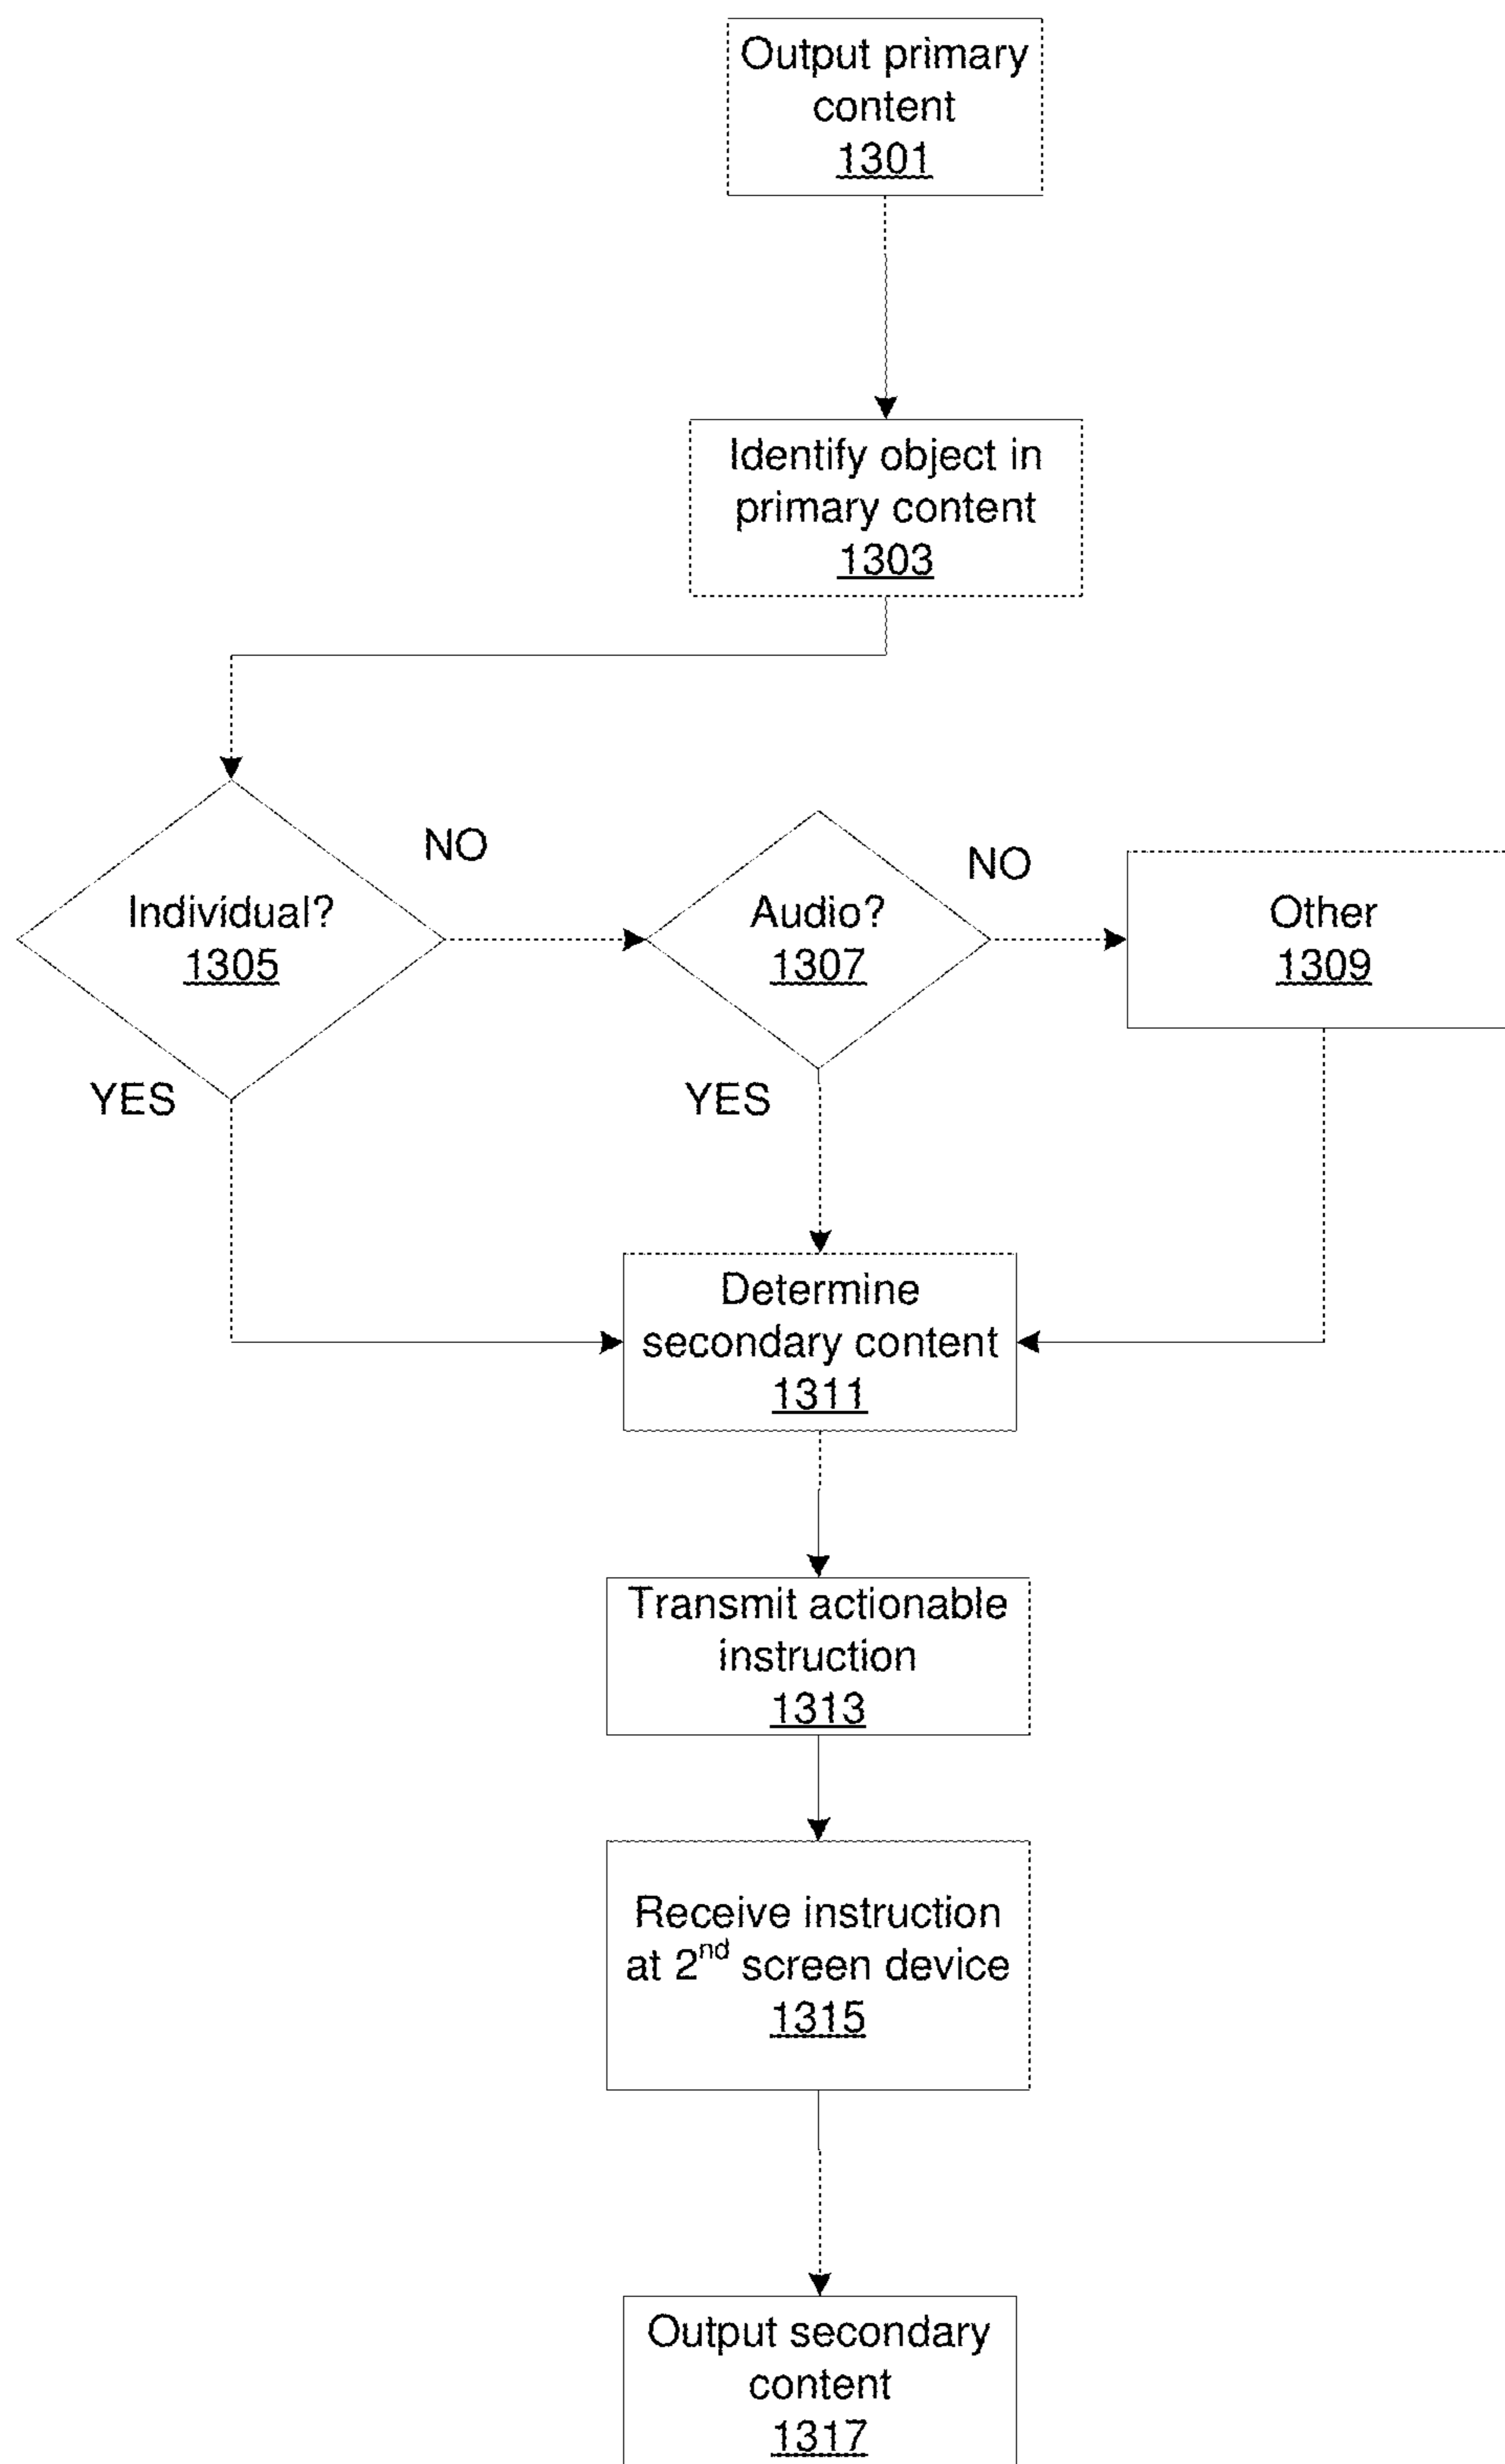 Output primary
content
1301
Identify object in
primary content
1303
NO
NO
Individual?
1305
Audio?
1307
Other
1309
YES
YES
Determine
secondary content
1311
Transmit actionable
instruction
1313
Receive instruction
at 2nd screen device
1315
Output secondary
content
1317